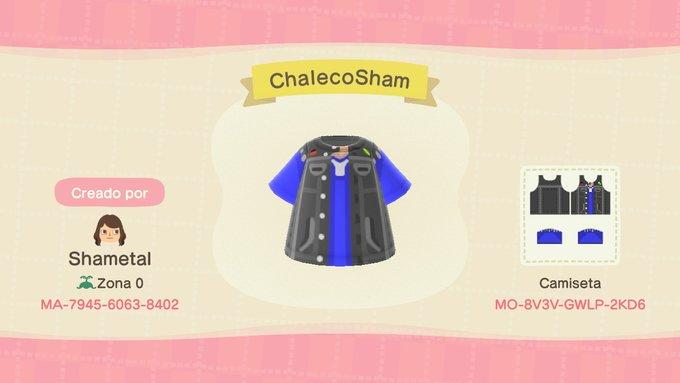 ChalecoSham
Creado por
Shametal
Zona 0
MA-7945-6063-8402
Camiseta
MO-8V3V-GWLP-2KD6